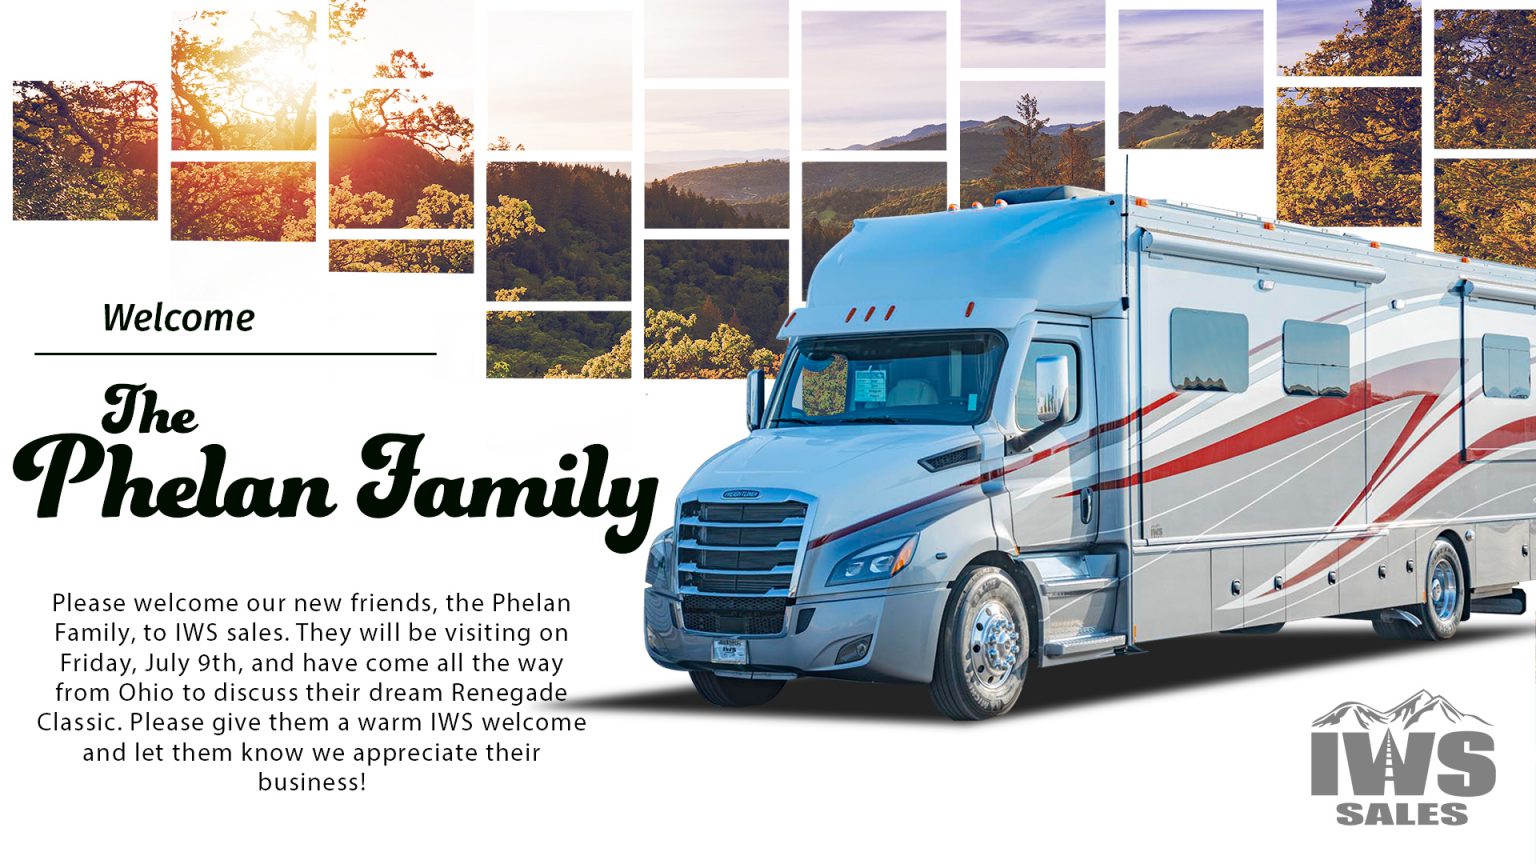 Welcome
The
Phelan Family
Please welcome our new friends, the Phelan
Family, to IWS sales. They will be visiting on
Friday, July 9th, and have come all the way
from Ohio to discuss their dream Renegade
Classic. Please give them a warm IWS welcome
and let them know we appreciate their
business!
FREIGHTLINER
IWS
IWS
SALES